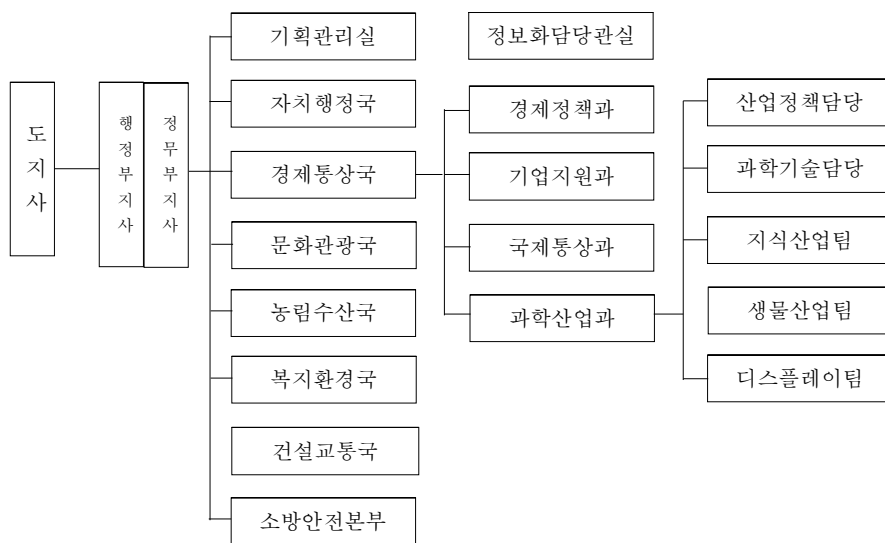 도지사
행정부지사
정무부지사
기획관리실
자치행정국
경제통상국
문화관광국
농림수산국
복지환경국
건설교통국
소방안전본부
정보화담당관실
경제정책과
기업지원과
국제통상과
과학산업과
산업정책담당
과학기술담당
지식산업팀
생물산업팀
디스플레이팀